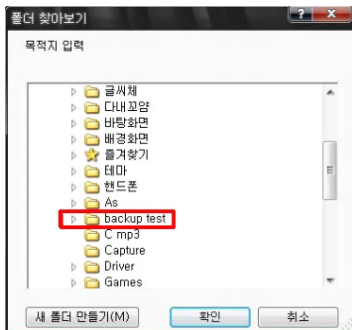 폴더 찾아보기
목적지 입력
글씨체
다내꼬얌
바탕화면
배경화면
즐겨찾기
테마
핸드폰
As
backup test
C mp3
Capture
Driver
Games
새 폴더 만들기(M)
확인
취소